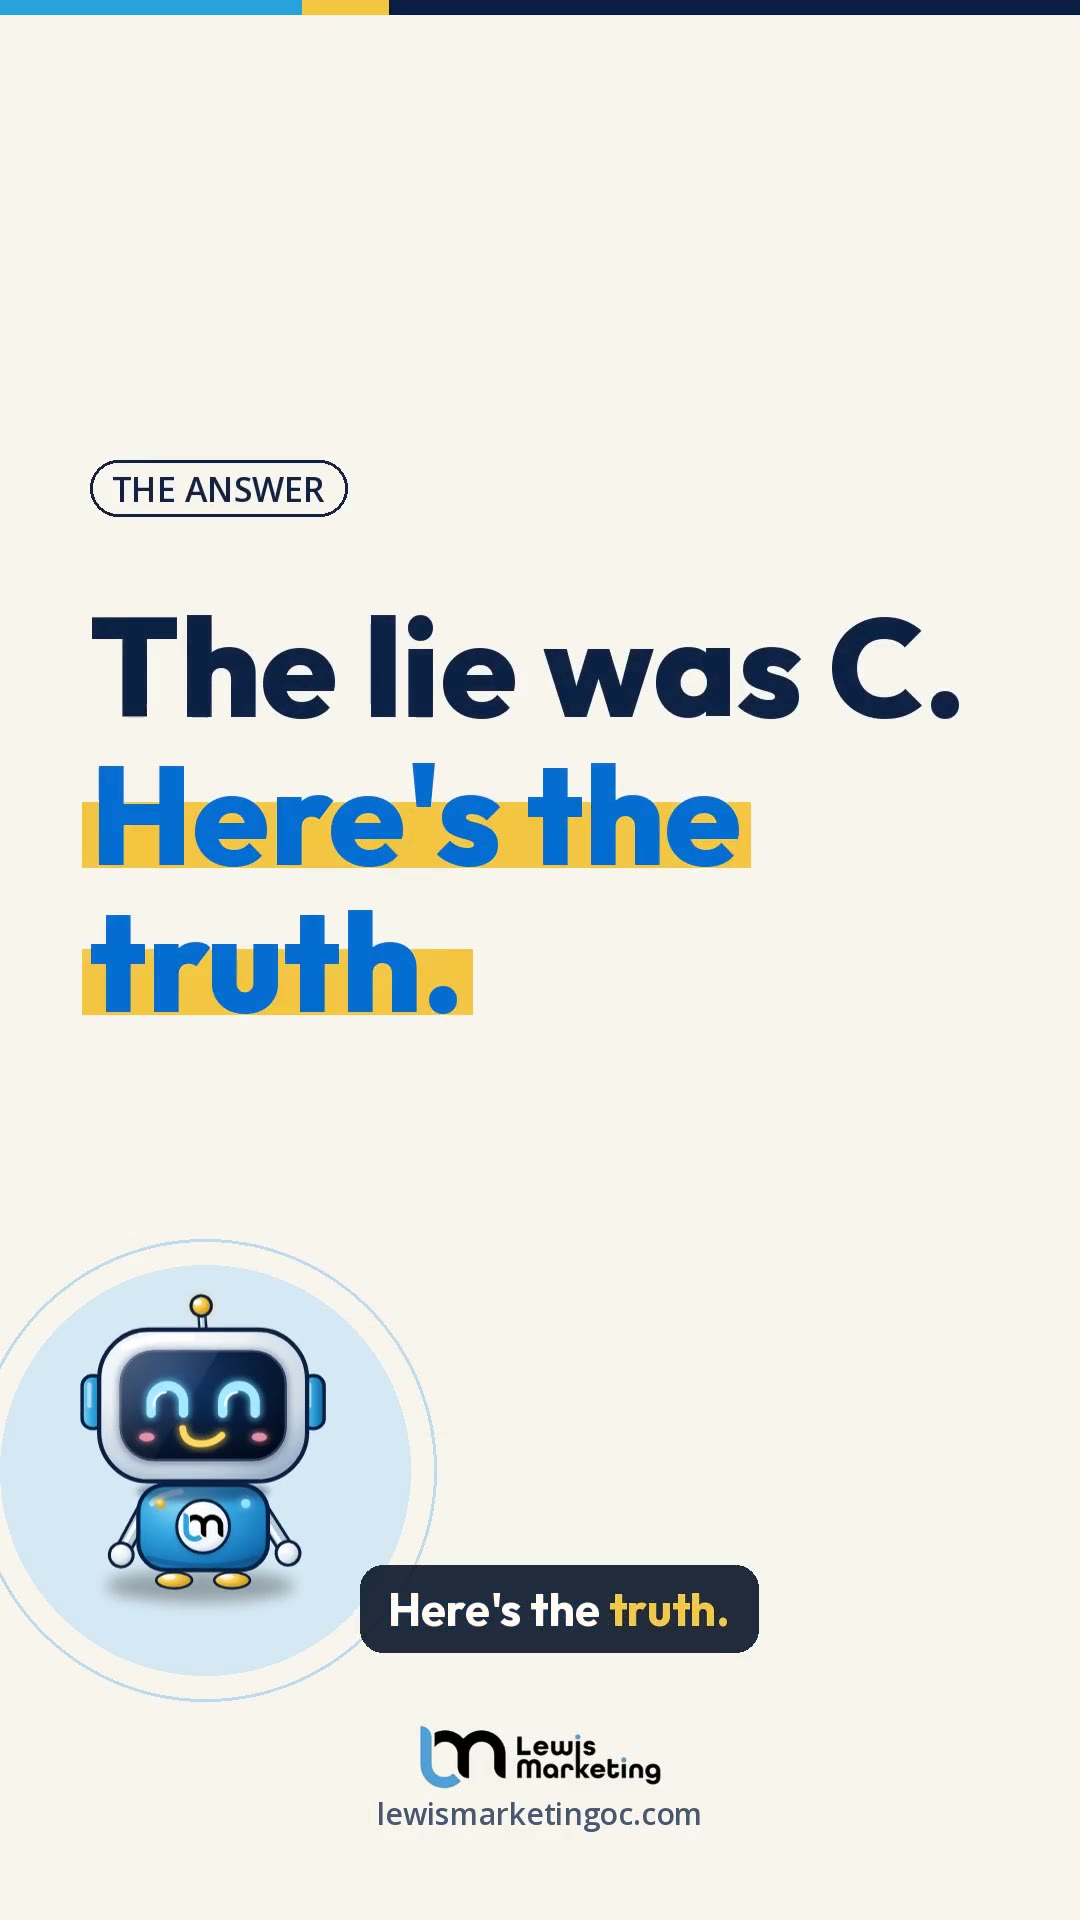 THE ANSWER
The lie was C.
Here's the
truth.
Here's the truth.
Lewis
Marketing
lewismarketingoc.com